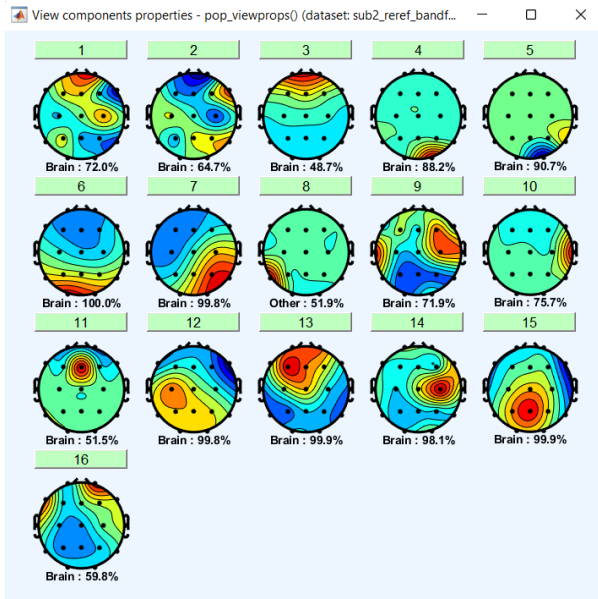 View components properties - pop_viewprops() (dataset: sub2_reref_bandf...
1 2 3 4 5
Brain : 72.0% Brain : 64.7% Brain : 48.7% Brain : 88.2% Brain : 90.7%
6 7 8 9 10
Brain : 100.0% Brain : 99.8% Other : 51.9% Brain : 71.9% Brain : 75.7%
11 12 13 14 15
Brain : 51.5% Brain : 99.8% Brain : 99.9% Brain : 98.1% Brain : 99.9%
16
Brain : 59.8%